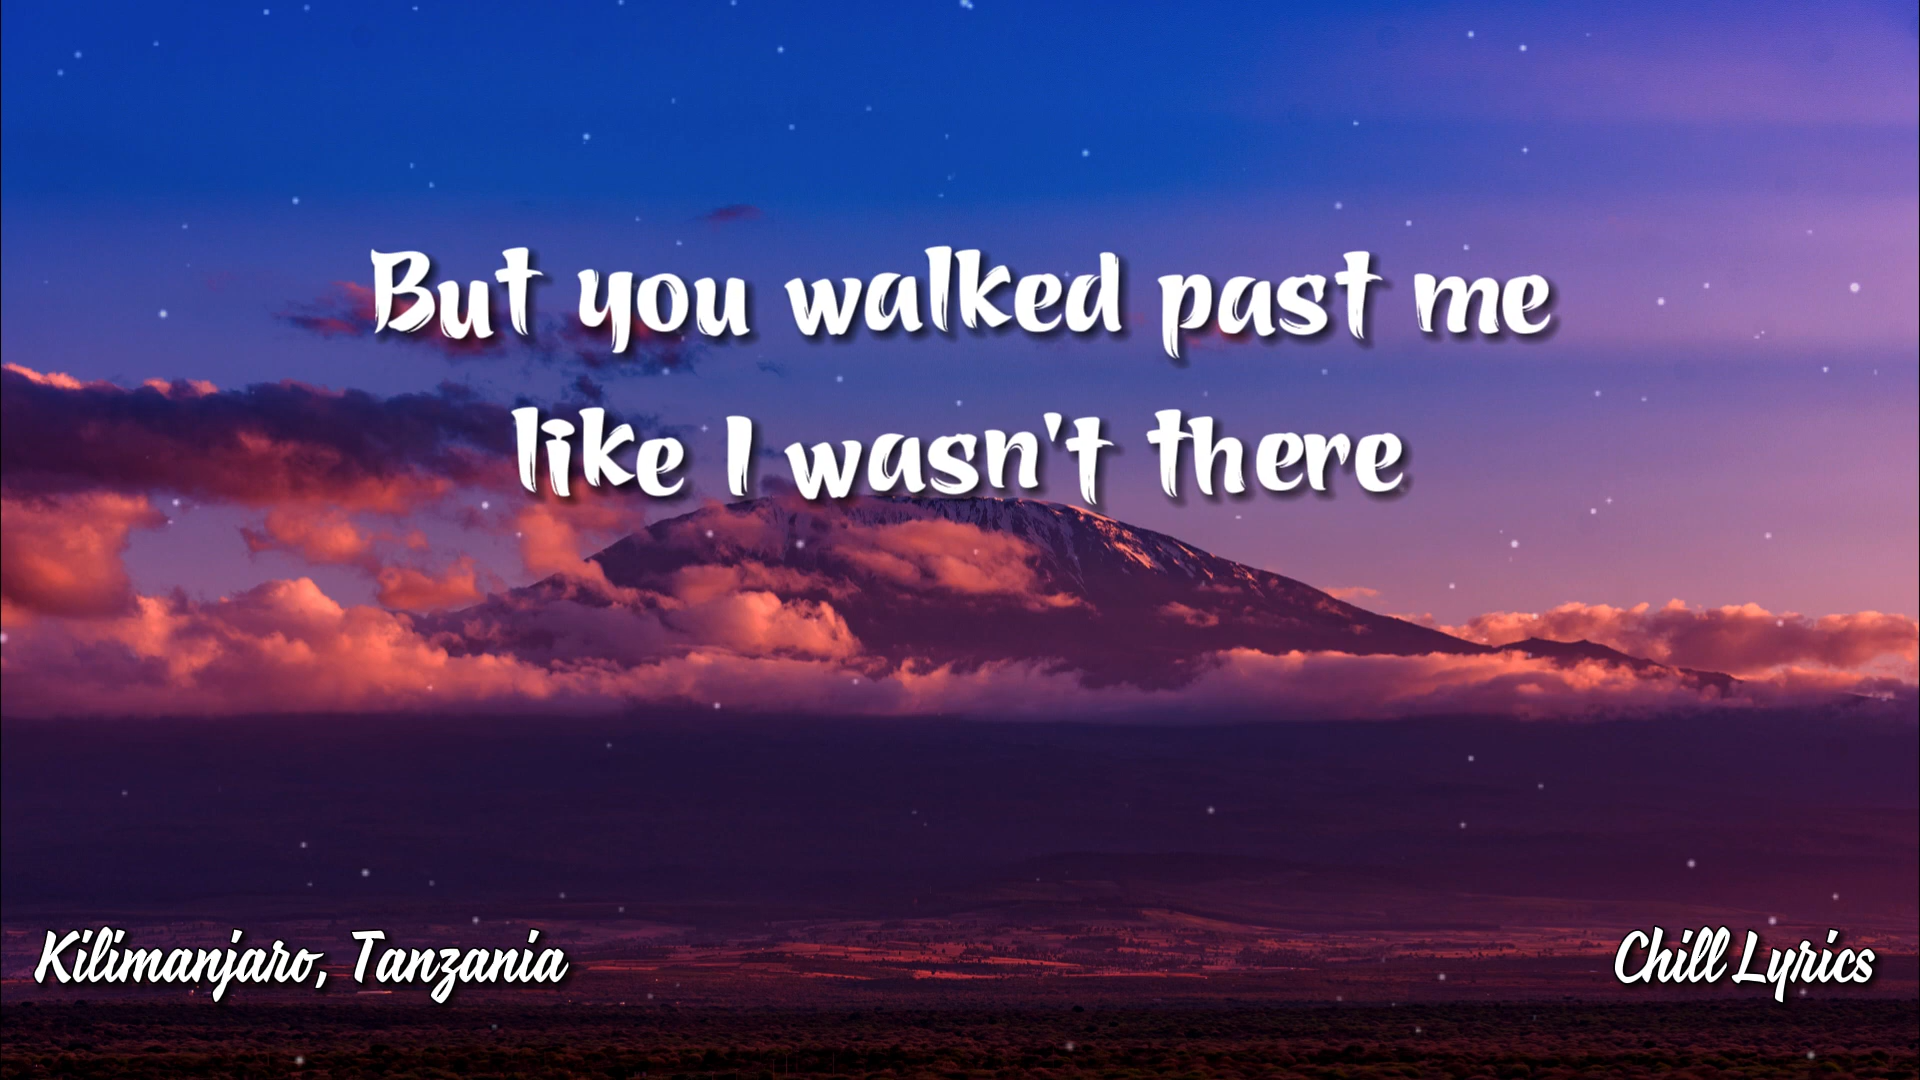 But you walked past me
like I wasn't there
Kilimanjaro, Tanzania
Chill Lyrics